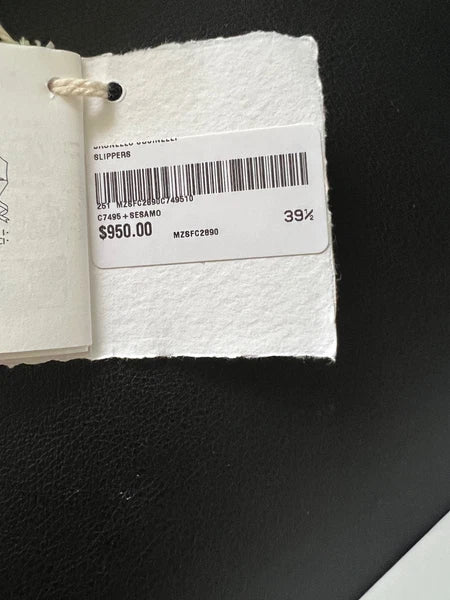 BRUNELLO CUCINELLI
SLIPPERS
251 MZSFC2890C749510
C7495+SESAMO
39½
$950.00
MZSFC2890